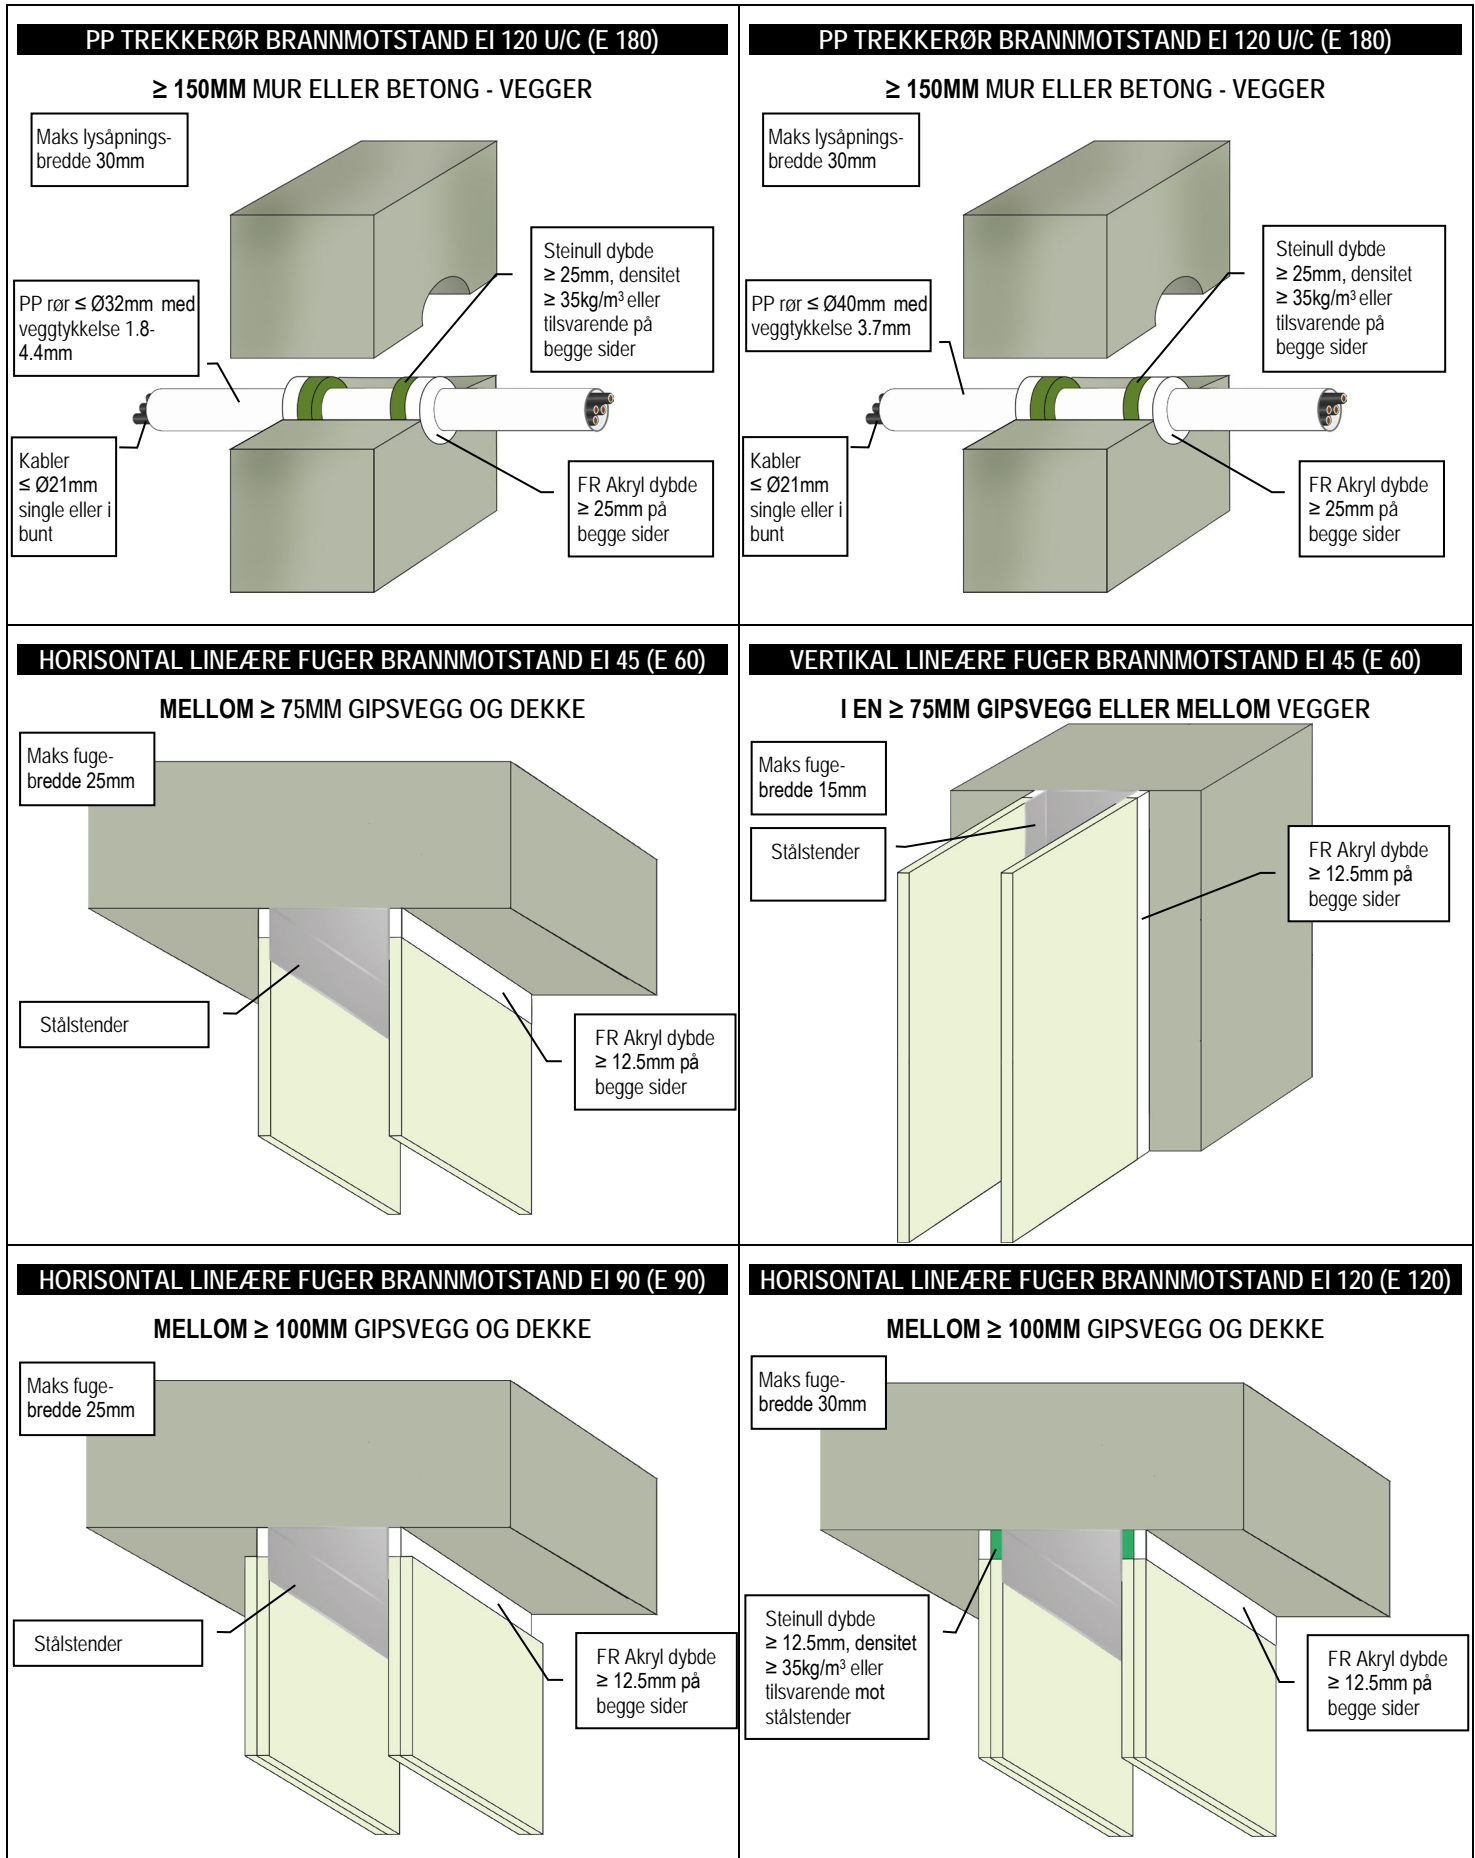 PP TREKKERØR BRANNMOTSTAND EI 120 U/C (E 180)
≥ 150MM MUR ELLER BETONG - VEGGER
Maks lysåpnings-
bredde 30mm
Steinull dybde
≥ 25mm, densitet
≥ 35kg/m³ eller
tilsvarende på
begge sider
PP rør ≤ Ø32mm med
veggtykkelse 1.8-
4.4mm
Kabler
≤ Ø21mm
single eller i
bunt
FR Akryl dybde
≥ 25mm på
begge sider
PP TREKKERØR BRANNMOTSTAND EI 120 U/C (E 180)
≥ 150MM MUR ELLER BETONG - VEGGER
Maks lysåpnings-
bredde 30mm
Steinull dybde
≥ 25mm, densitet
≥ 35kg/m³ eller
tilsvarende på
begge sider
PP rør ≤ Ø40mm med
veggtykkelse 3.7mm
Kabler
≤ Ø21mm
single eller i
bunt
FR Akryl dybde
≥ 25mm på
begge sider
HORISONTAL LINEÆRE FUGER BRANNMOTSTAND EI 45 (E 60)
MELLOM ≥ 75MM GIPSVEGG OG DEKKE
Maks fuge-
bredde 25mm
Stålstender
FR Akryl dybde
≥ 12.5mm på
begge sider
VERTIKAL LINEÆRE FUGER BRANNMOTSTAND EI 45 (E 60)
I EN ≥ 75MM GIPSVEGG ELLER MELLOM VEGGER
Maks fuge-
bredde 15mm
Stålstender
FR Akryl dybde
≥ 12.5mm på
begge sider
HORISONTAL LINEÆRE FUGER BRANNMOTSTAND EI 90 (E 90)
MELLOM ≥ 100MM GIPSVEGG OG DEKKE
Maks fuge-
bredde 25mm
Stålstender
FR Akryl dybde
≥ 12.5mm på
begge sider
HORISONTAL LINEÆRE FUGER BRANNMOTSTAND EI 120 (E 120)
MELLOM ≥ 100MM GIPSVEGG OG DEKKE
Maks fuge-
bredde 30mm
Steinull dybde
≥ 12.5mm, densitet
≥ 35kg/m³ eller
tilsvarende mot
stålstender
FR Akryl dybde
≥ 12.5mm på
begge sider